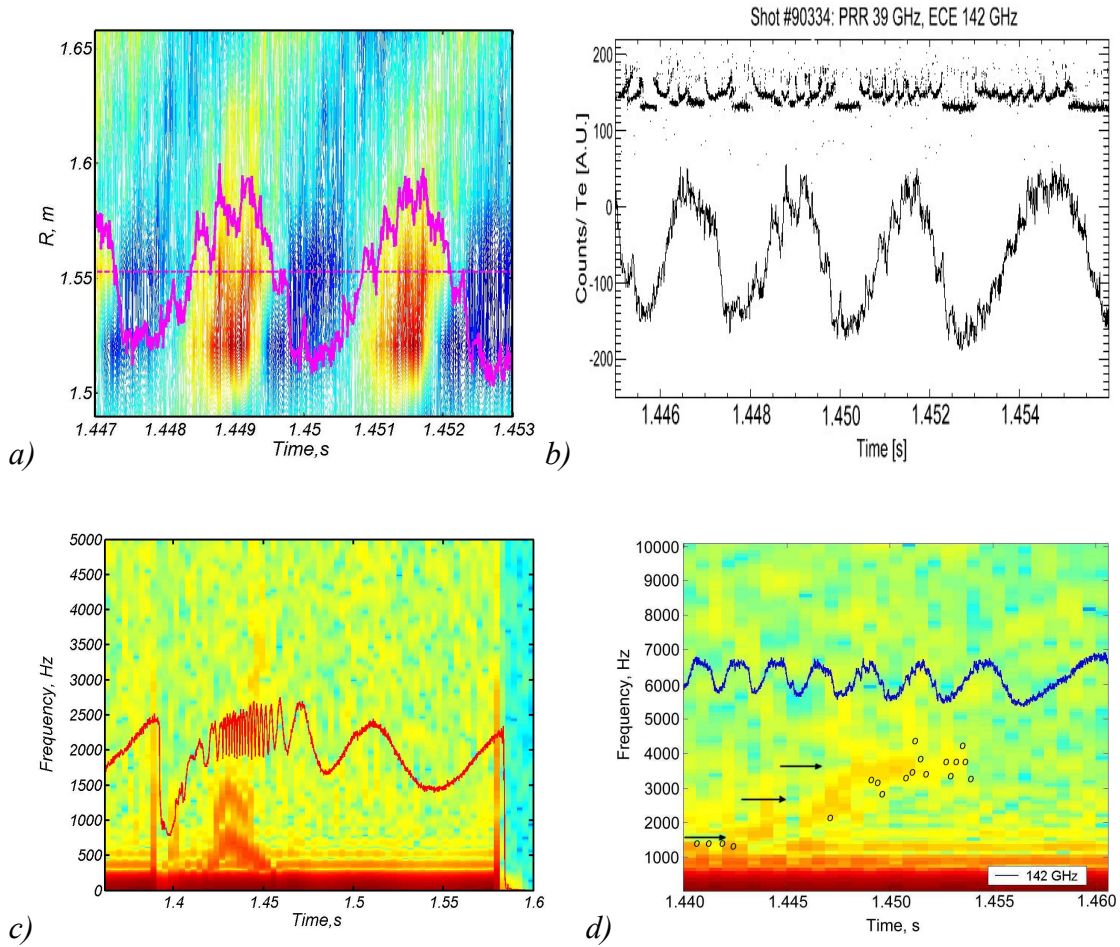 R, m
1.65
1.6
1.55
1.5
1.447 1.448 1.449 1.45 1.451 1.452 1.453
Time,s
a)
Shot #90334: PRR 39 GHz, ECE 142 GHz
Counts/ Te [A.U.]
200
100
0
-100
-200
1.446 1.448 1.450 1.452 1.454
Time [s]
b)
Frequency, Hz
5000
4500
4000
3500
3000
2500
2000
1500
1000
500
0
1.4 1.45 1.5 1.55 1.6
Time,s
c)
Frequency, Hz
10000
9000
8000
7000
6000
5000
4000
3000
2000
1000
142 GHz
1.440 1.445 1.450 1.455 1.460
Time, s
d)